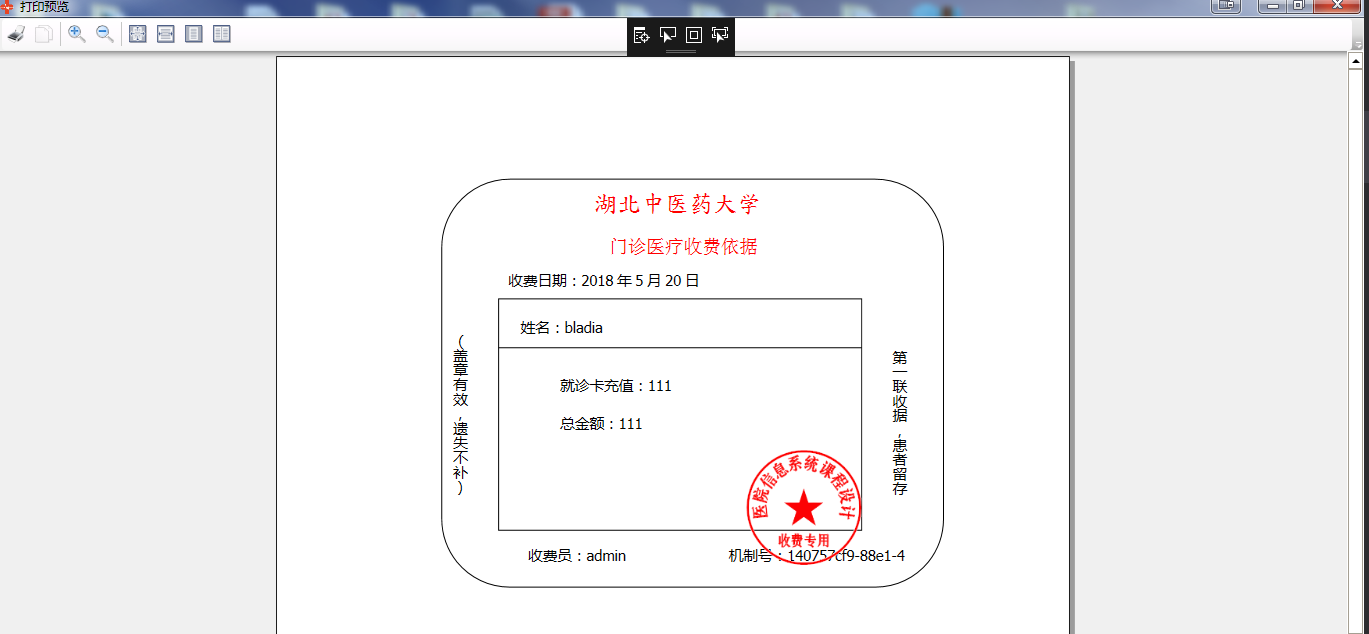 打印预览
湖北中医药大学
门诊医疗收费依据
收费日期：2018 年 5 月 20 日
姓名：bladia
（盖章有效，遗失不补）
就诊卡充值：111
总金额：111
第一联收据，患者留存
医院信息系统课程设计
收费专用
收费员：admin
机制号：140757cf9-88e1-4